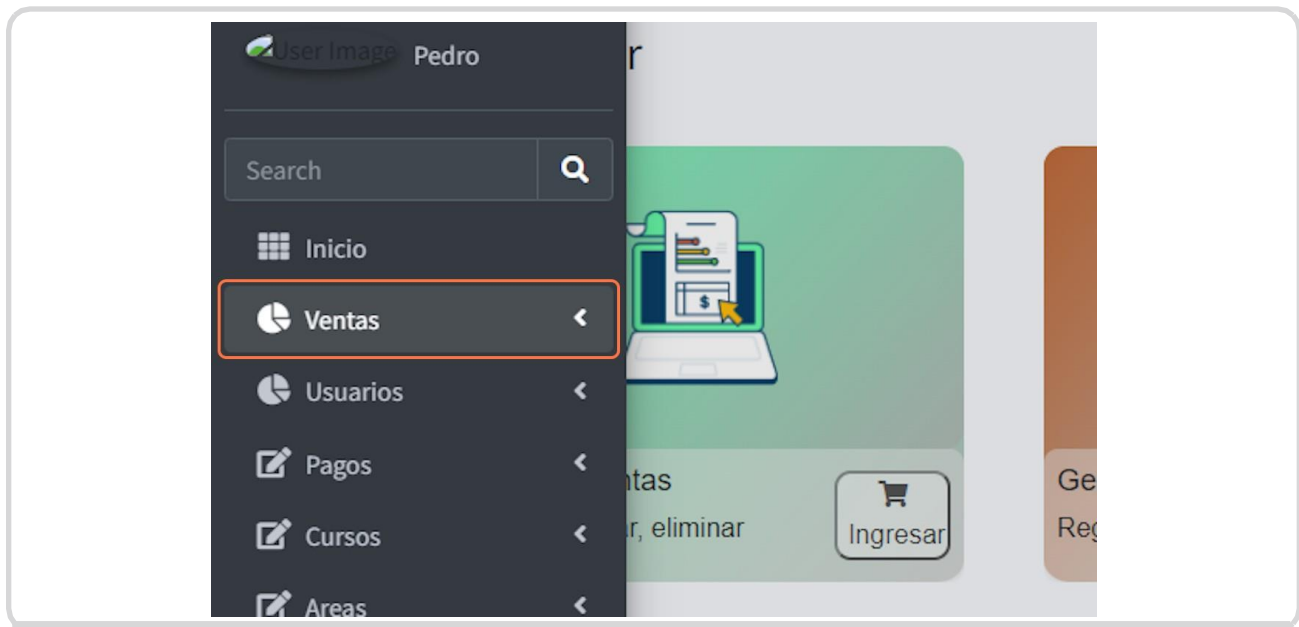 User Image Pedro
r
Search
Inicio
Ventas
Usuarios
Pagos
Cursos
Areas
$
ntas
r, eliminar
Ingresar
Ge
Reg